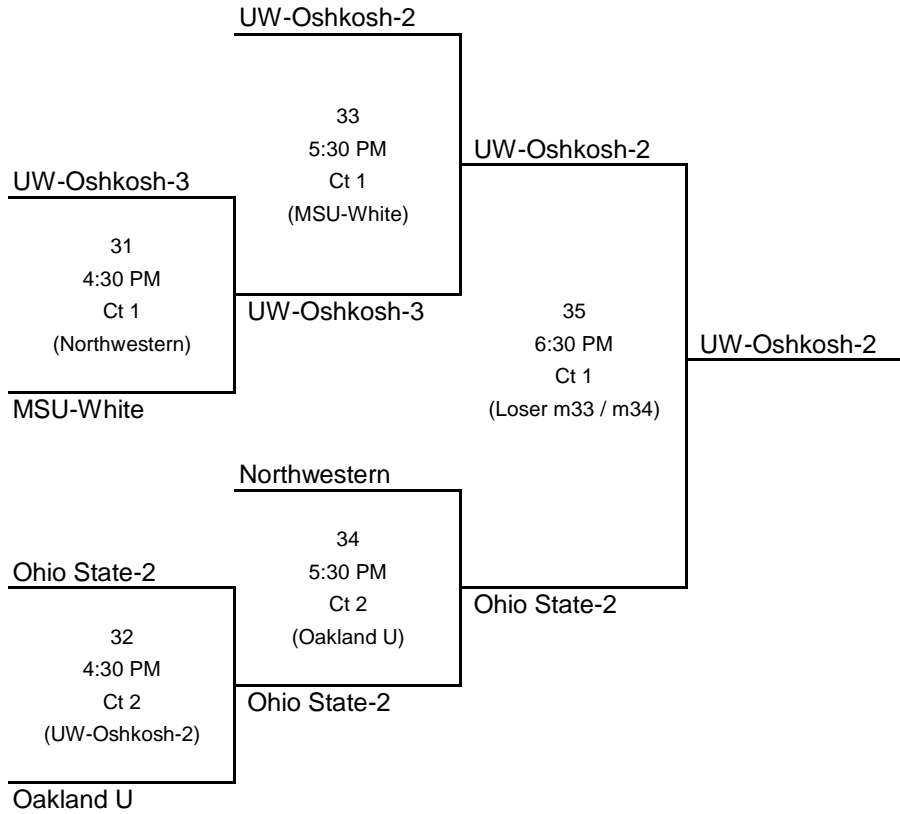 UW-Oshkosh-2
33
5:30 PM
Ct 1
(MSU-White)
UW-Oshkosh-2
UW-Oshkosh-3
31
4:30 PM
Ct 1
(Northwestern)
UW-Oshkosh-3
MSU-White
35
6:30 PM
Ct 1
(Loser m33 / m34)
UW-Oshkosh-2
Northwestern
34
5:30 PM
Ct 2
(Oakland U)
Ohio State-2
Ohio State-2
32
4:30 PM
Ct 2
(UW-Oshkosh-2)
Ohio State-2
Oakland U